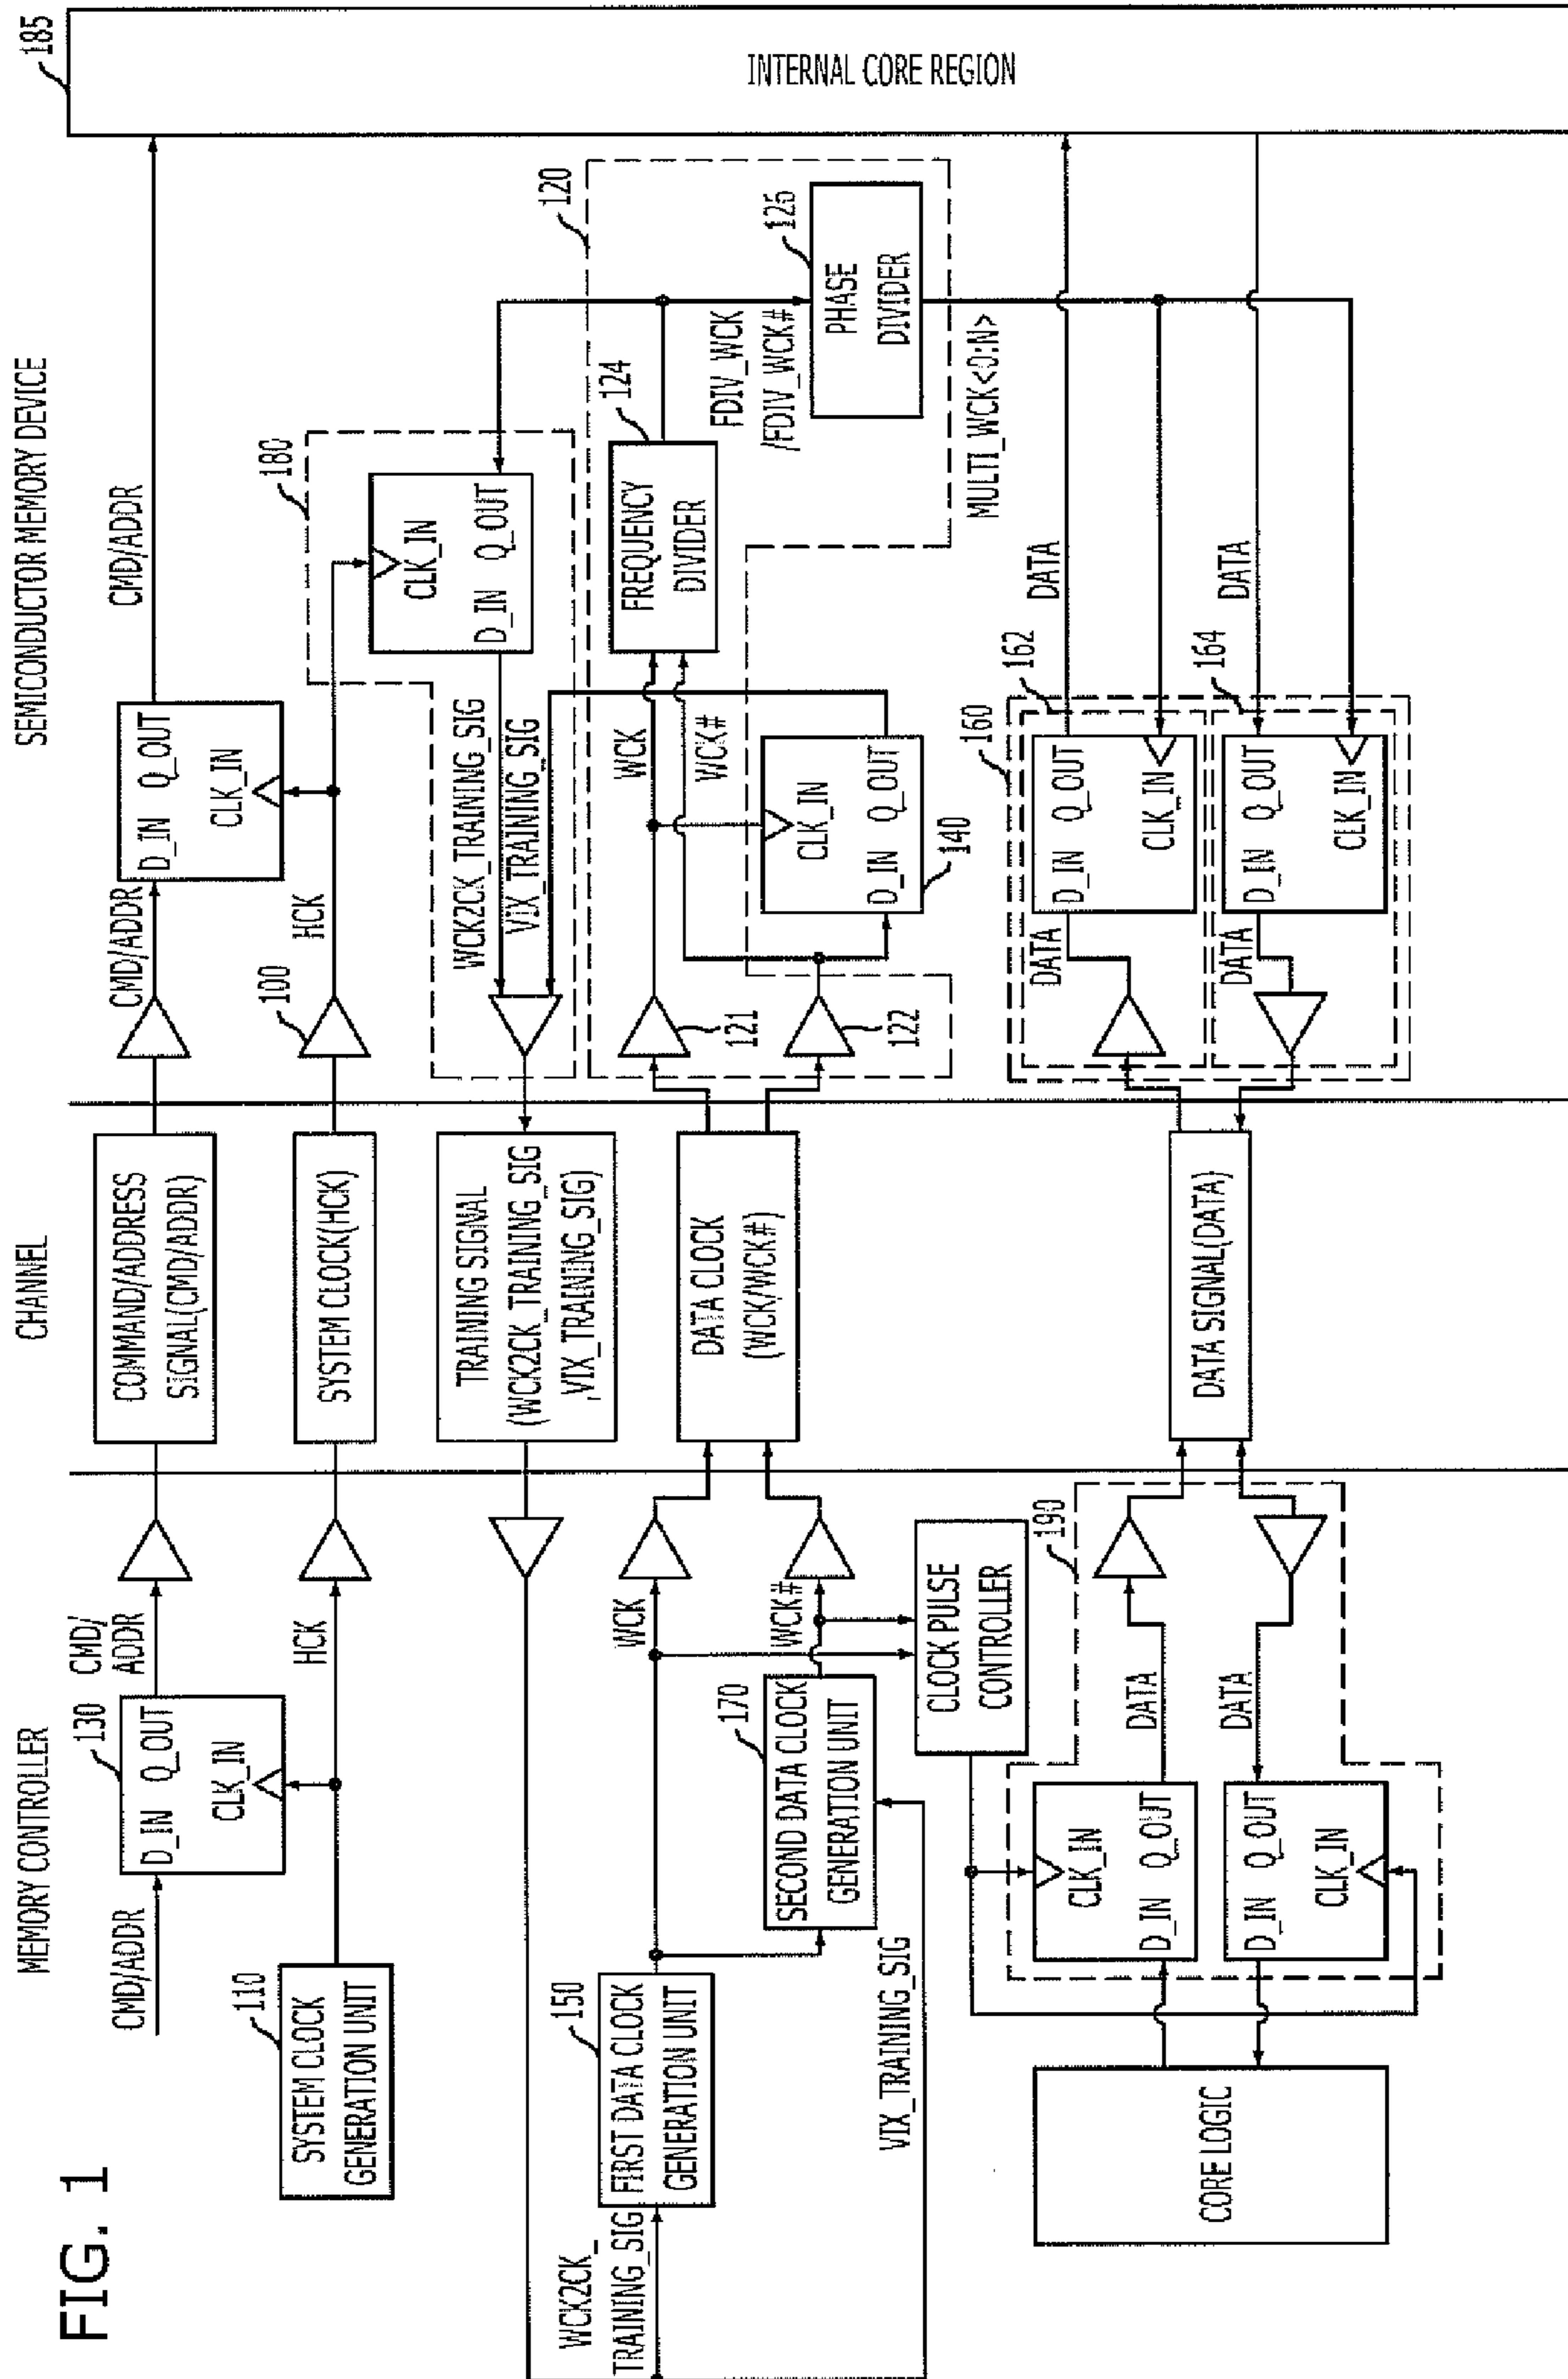 FIG. 1
MEMORY CONTROLLER
CHANNEL
SEMICONDUCTOR MEMORY DEVICE
CMD/ADDR
130
D_IN Q_OUT
CLK_IN
CMD/
ADDR
COMMAND/ADDRESS
SIGNAL(CMD/ADDR)
CMD/ADDR
D_IN Q_OUT
CLK_IN
CMD/ADDR
185
INTERNAL CORE REGION
110
SYSTEM CLOCK
GENERATION UNIT
HCK
SYSTEM CLOCK(HCK)
100
HCK
180
CLK_IN
D_IN Q_OUT
TRAINING SIGNAL
(WCK2CK_TRAINING_SIG
,VIX_TRAINING_SIG)
WCK2CK_TRAINING_SIG
VIX_TRAINING_SIG
120
WCK2CK_
TRAINING_SIG
150
FIRST DATA CLOCK
GENERATION UNIT
WCK
DATA CLOCK
(WCK/WCK#)
121
WCK
WCK#
124
FREQUENCY
DIVIDER
FDIV_WCK
/FDIV_WCK#
126
PHASE
DIVIDER
170
SECOND DATA CLOCK
GENERATION UNIT
WCK#
122
CLK_IN
D_IN Q_OUT
140
VIX_TRAINING_SIG
CLOCK PULSE
CONTROLLER
MULTI_WCK<0:N>
190
160
162
CORE LOGIC
CLK_IN
D_IN Q_OUT
DATA
DATA SIGNAL(DATA)
DATA
D_IN Q_OUT
CLK_IN
DATA
164
D_IN Q_OUT
CLK_IN
DATA
DATA
D_IN Q_OUT
CLK_IN
DATA